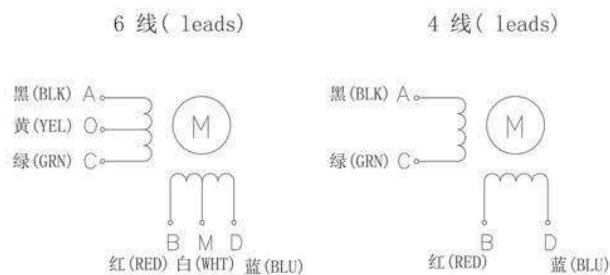 6 线( leads)
4 线( leads)
黑(BLK) A
黄(YEL) O
绿(GRN) C
M
B M D
红(RED) 白(WHT) 蓝(BLU)
黑(BLK) A
绿(GRN) C
M
B D
红(RED) 蓝(BLU)